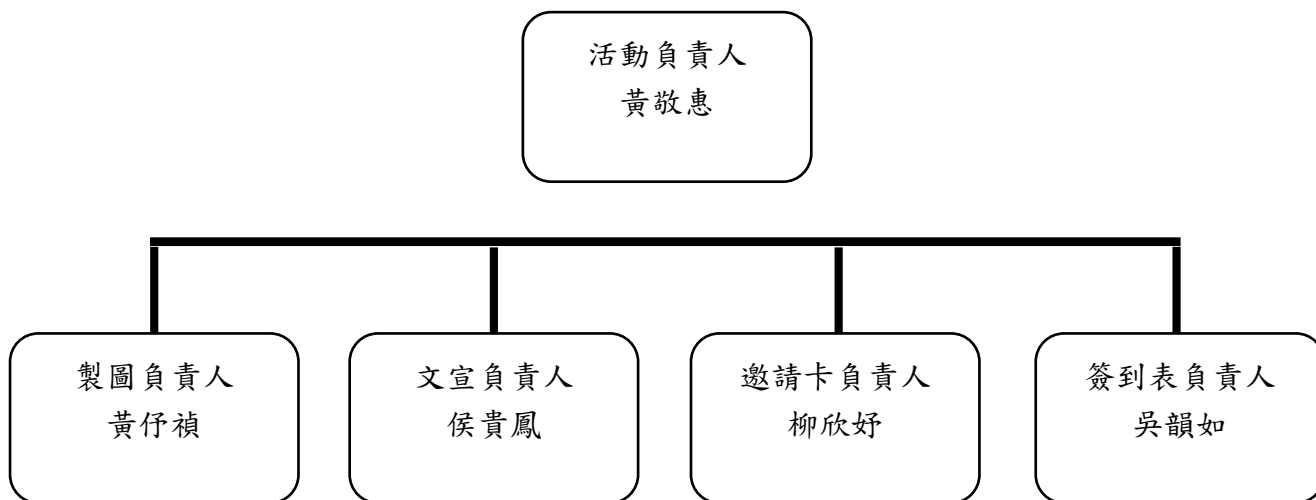 活動負責人
黃敬惠
製圖負責人
黃伃禎
文宣負責人
侯貴鳳
邀請卡負責人
柳欣妤
簽到表負責人
吳韻如